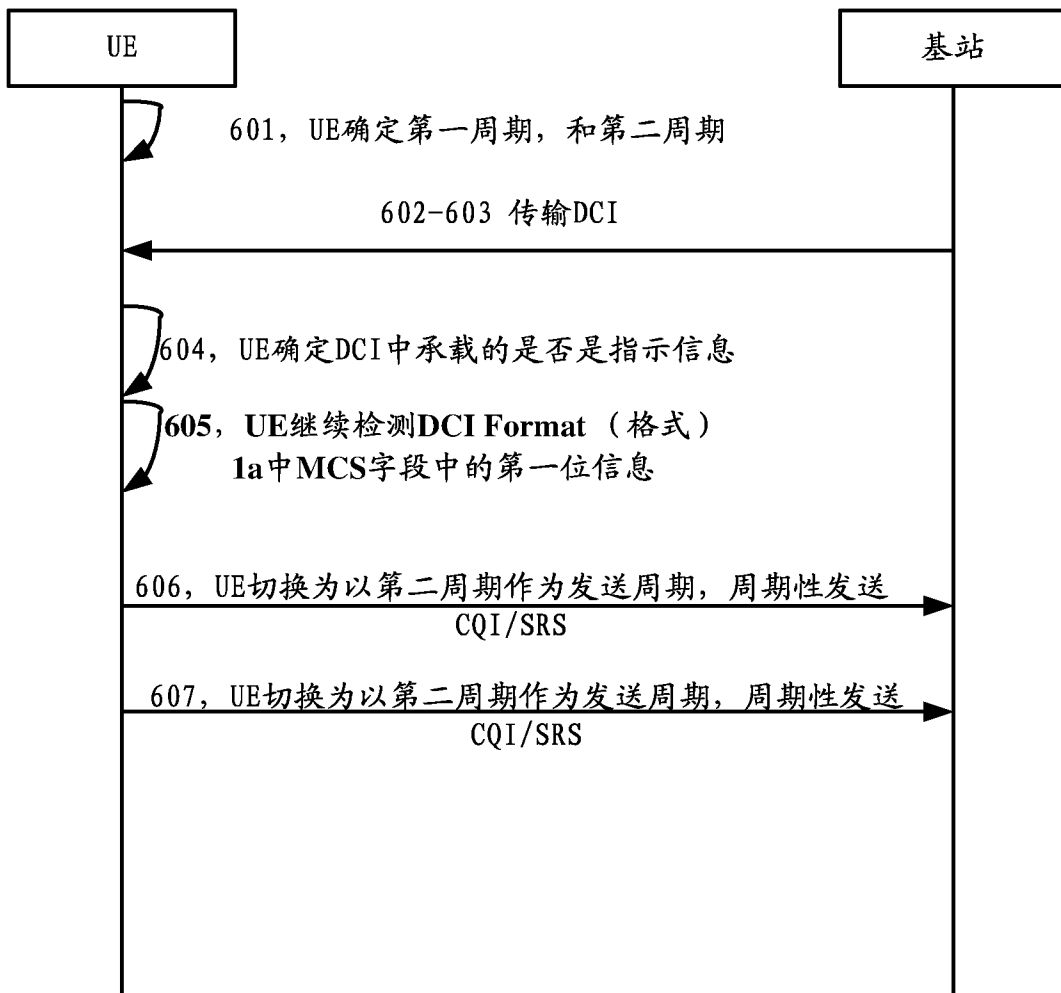 UE
基站
601，UE确定第一周期，和第二周期
602-603 传输DCI
604，UE确定DCI中承载的是否是指示信息
605，UE继续检测DCI Format（格式）
1a中MCS字段中的第一位信息
606，UE切换为以第二周期作为发送周期，周期性发送
CQI/SRS
607，UE切换为以第二周期作为发送周期，周期性发送
CQI/SRS